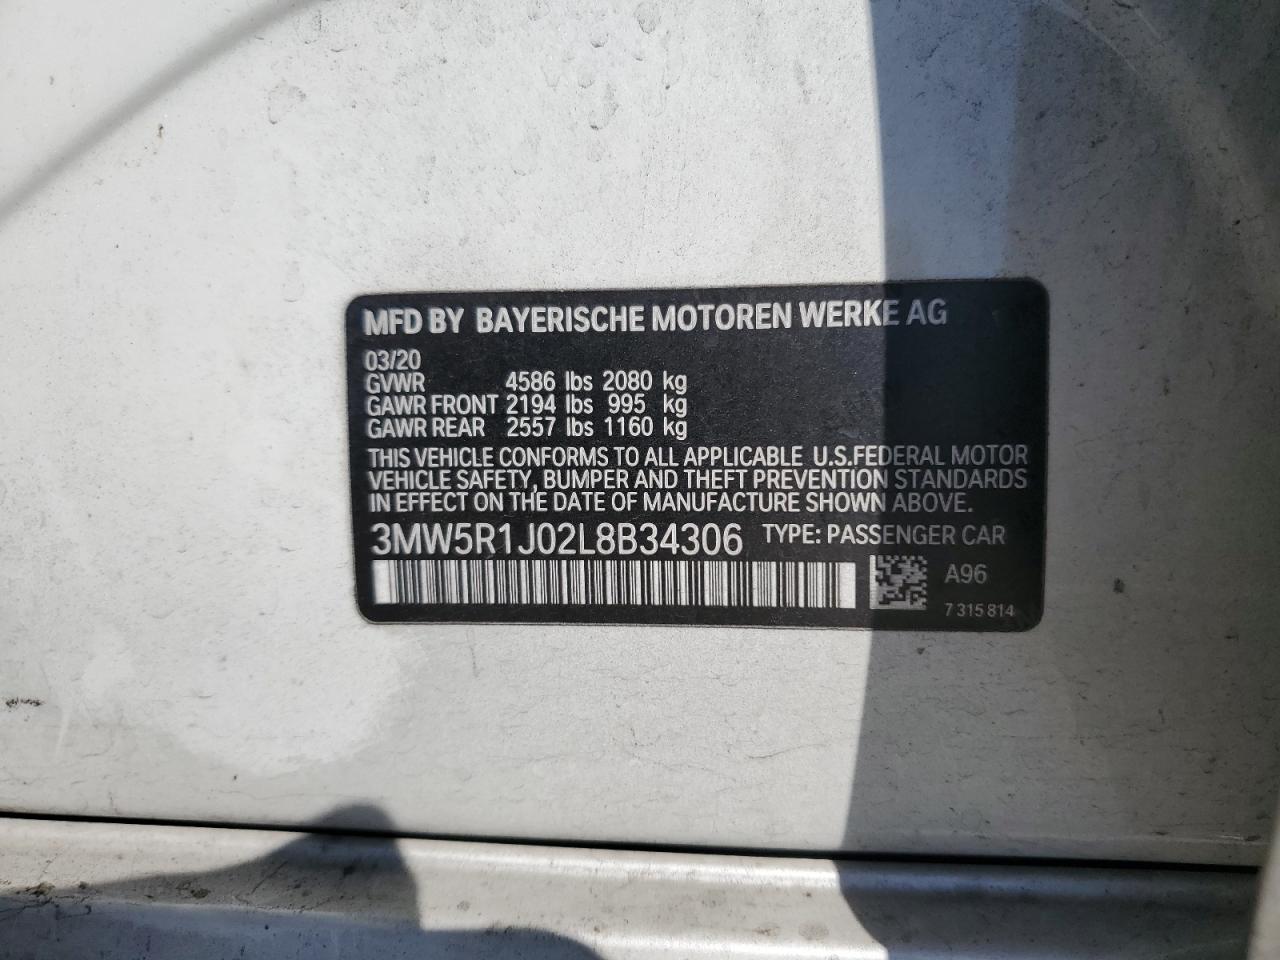 MFD BY BAYERISCHE MOTOREN WERKE AG
03/20
GVWR 4586 lbs 2080 kg
GAWR FRONT 2194 lbs 995 kg
GAWR REAR 2557 lbs 1160 kg
THIS VEHICLE CONFORMS TO ALL APPLICABLE U.S.FEDERAL MOTOR
VEHICLE SAFETY, BUMPER AND THEFT PREVENTION STANDARDS
IN EFFECT ON THE DATE OF MANUFACTURE SHOWN ABOVE.
3MW5R1J02L8B34306 TYPE: PASSENGER CAR
A96
7 315 814